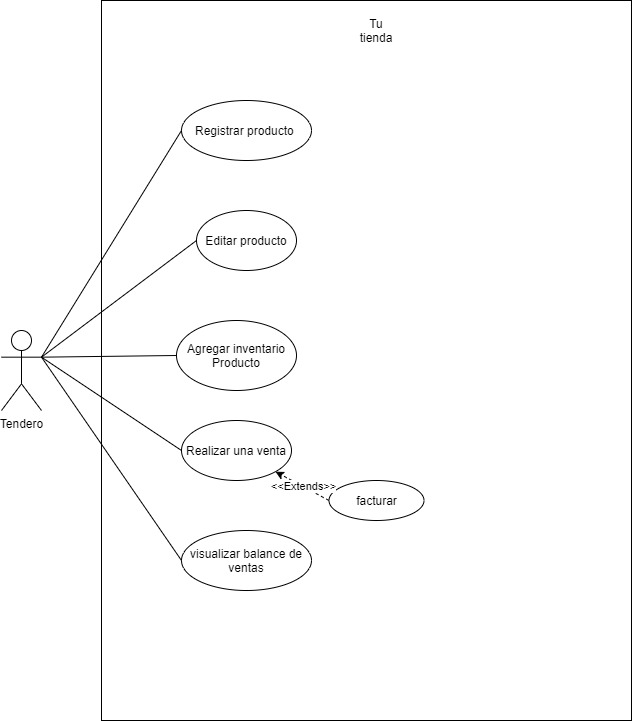 Tu
tienda
Registrar producto
Editar producto
Agregar inventario
Producto
Tendero
Realizar una venta
<<Extends>>
facturar
visualizar balance de
ventas